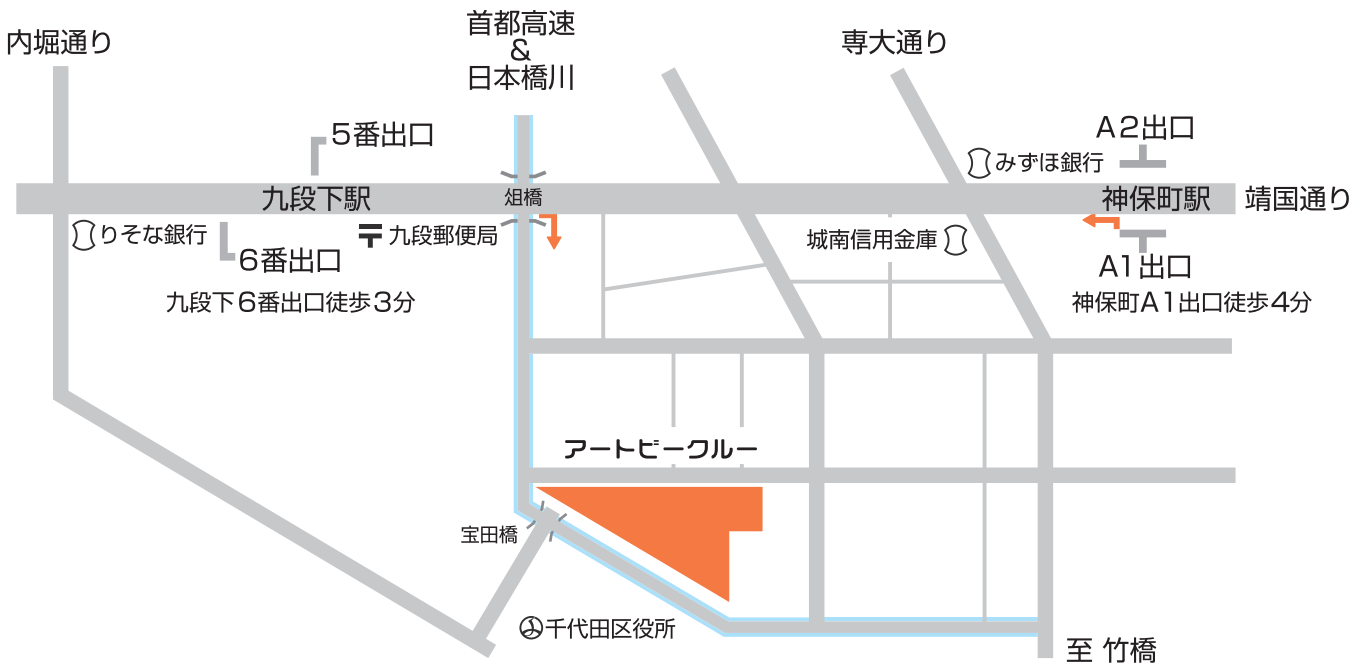 内堀通り
首都高速
&
日本橋川
専大通り
5番出口
A2出口
みずほ銀行
九段下駅
俎橋
神保町駅
靖国通り
りそな銀行
九段郵便局
城南信用金庫
6番出口
A1出口
九段下6番出口徒歩3分
神保町A1出口徒歩4分
アートビークルー
宝田橋
千代田区役所
至 竹橋